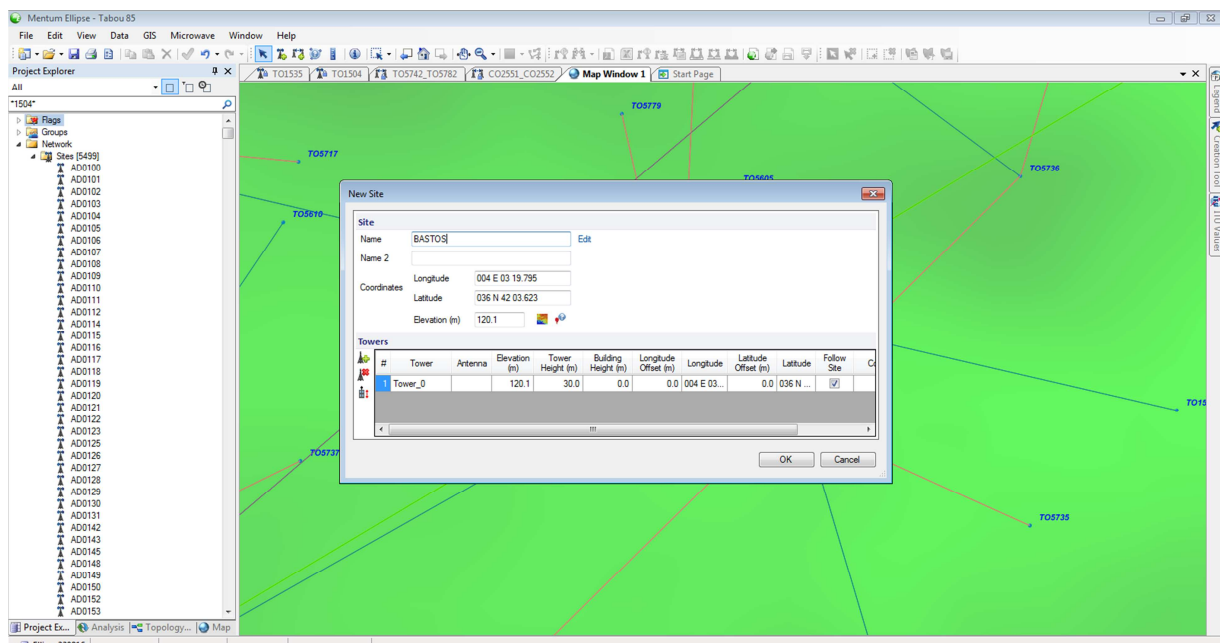 Mentum Ellipse - Tabou 85
File Edit View Data GIS Microwave Window Help
Project Explorer
TO1535 TO1504 TO5742_TO5782 CO2551_CO2552 Map Window 1 Start Page
All
*1504*
Flags
Groups
Network
Sites [5499]
AD0100
AD0101
AD0102
AD0103
AD0104
AD0105
AD0106
AD0107
AD0108
AD0109
AD0110
AD0111
AD0112
AD0114
AD0115
AD0116
AD0117
AD0118
AD0119
AD0120
AD0121
AD0122
AD0123
AD0125
AD0126
AD0127
AD0128
AD0129
AD0130
AD0131
AD0142
AD0143
AD0145
AD0148
AD0149
AD0150
AD0152
AD0153
Project Ex... Analysis Topology... Map
TO5779
TO5717
TO5605
TO5736
TO5610
TO5737
TO15
TO5735
New Site
Site
Name BASTOS Edit
Name 2
Coordinates
Longitude 004 E 03 19.795
Latitude 036 N 42 03.623
Elevation (m) 120.1
Towers
# Tower Antenna Elevation (m) Tower Height (m) Building Height (m) Longitude Offset (m) Longitude Latitude Offset (m) Latitude Follow Site
1 Tower_0 120.1 30.0 0.0 0.0 004 E 03... 0.0 036 N ...
OK Cancel
Legend
Creation Tool
ITU Values